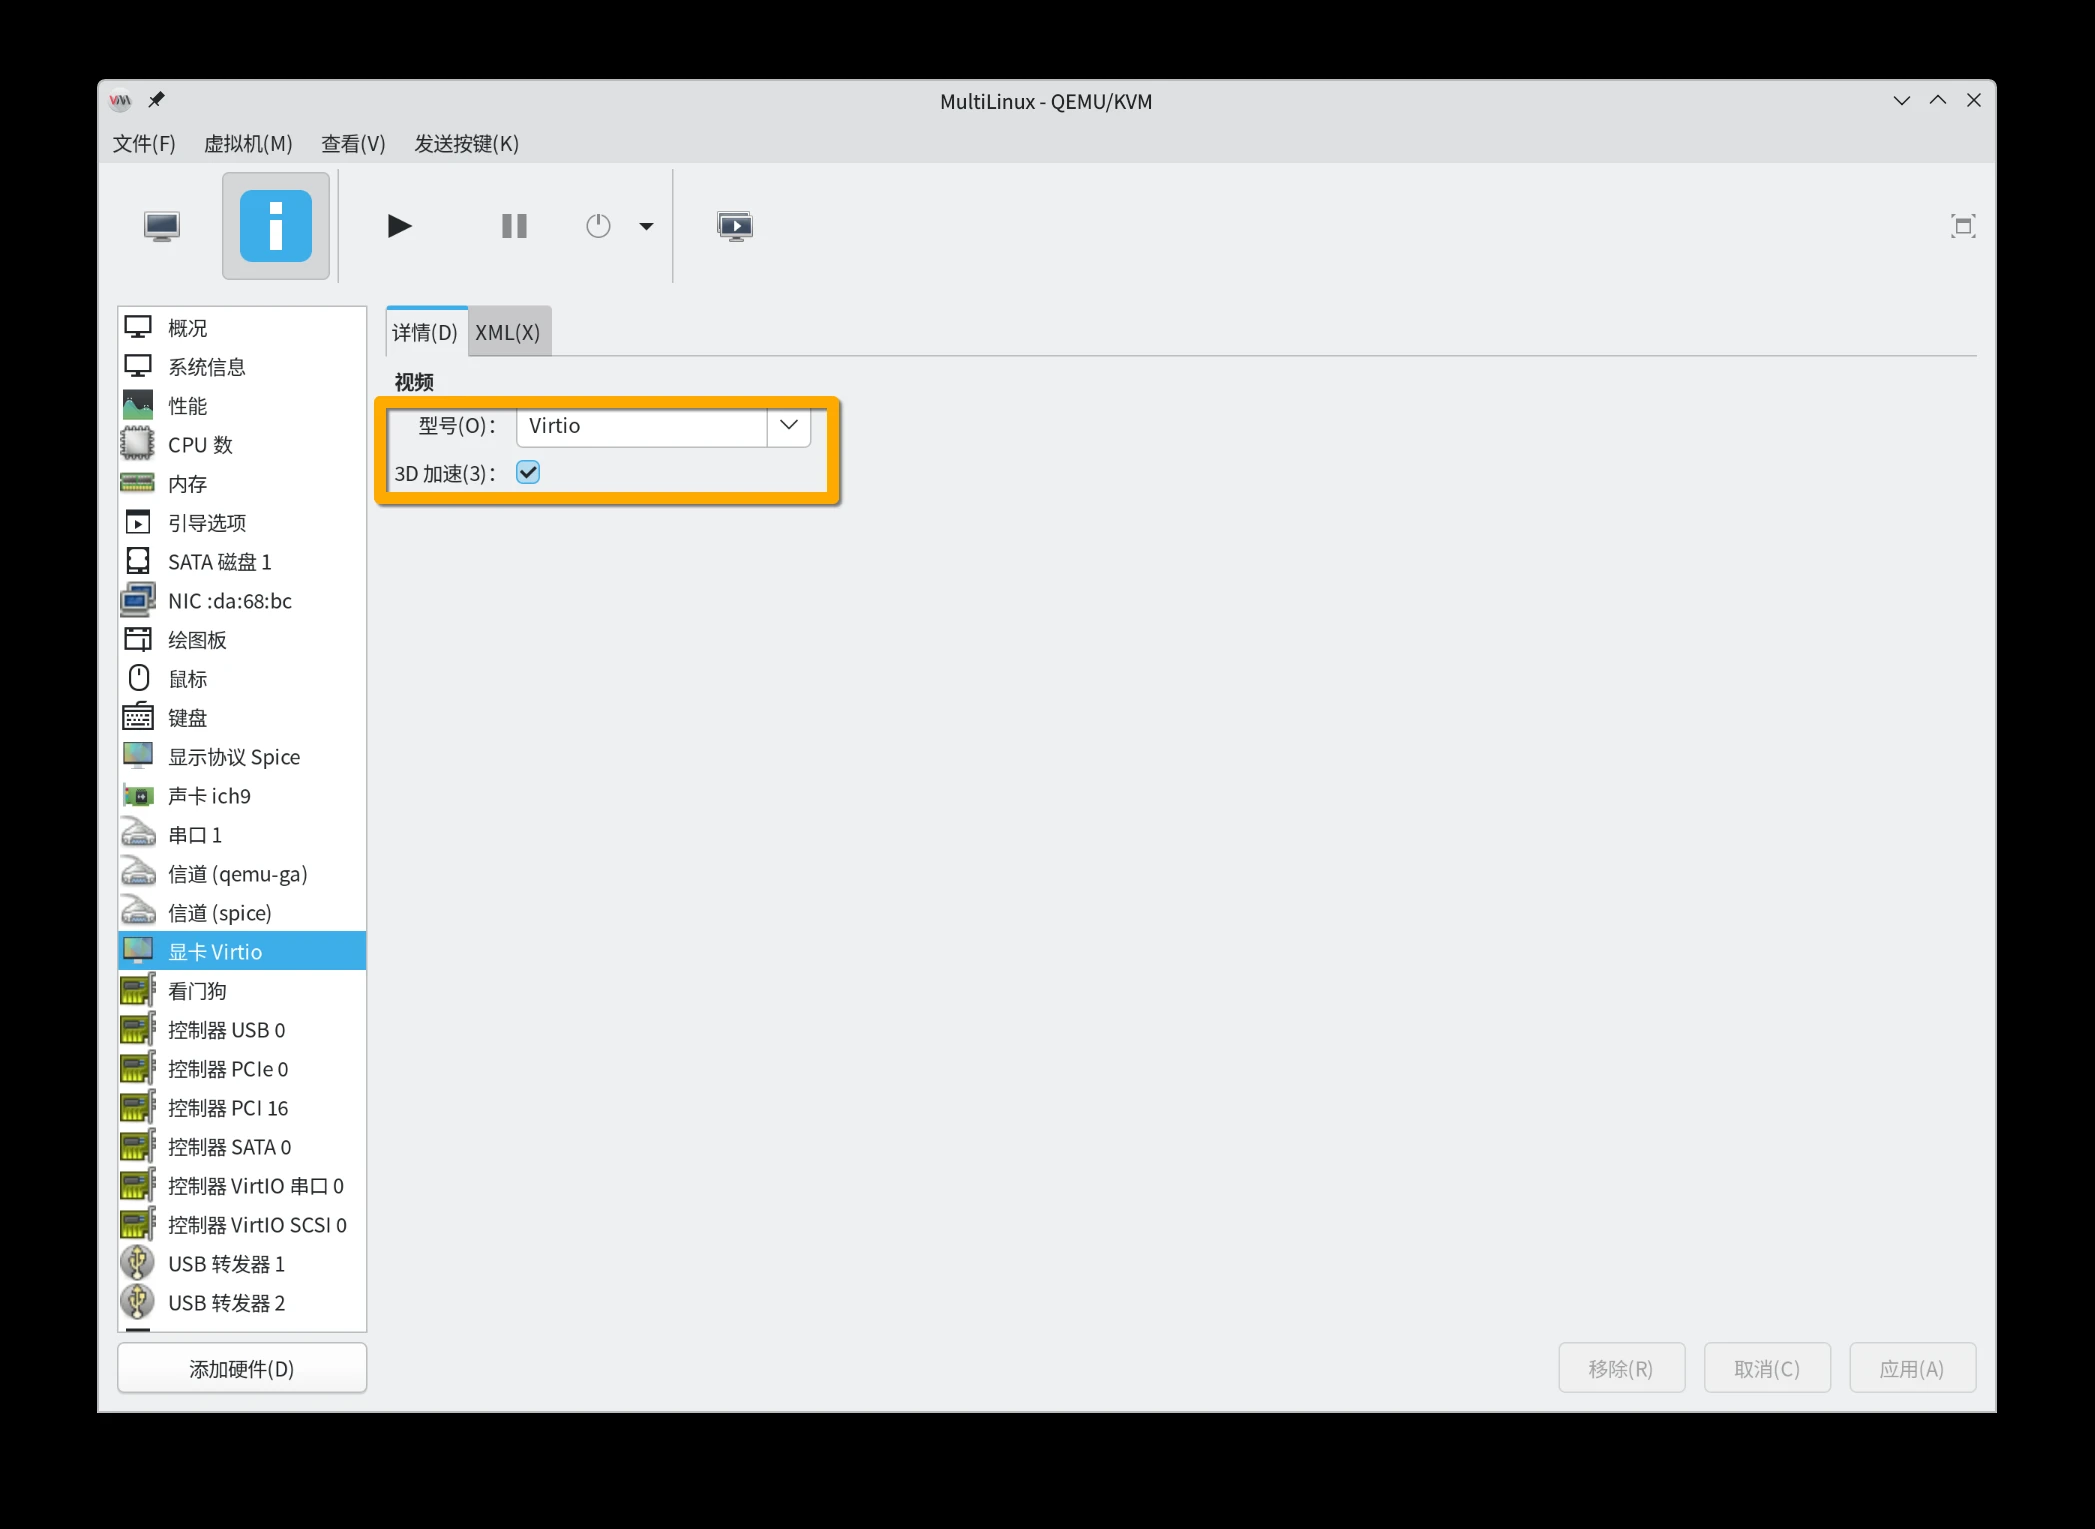 MultiLinux - QEMU/KVM
文件(F) 虚拟机(M) 查看(V) 发送按键(K)
概况
系统信息
性能
CPU 数
内存
引导选项
SATA 磁盘 1
NIC :da:68:bc
绘图板
鼠标
键盘
显示协议 Spice
声卡 ich9
串口 1
信道 (qemu-ga)
信道 (spice)
显卡 Virtio
看门狗
控制器 USB 0
控制器 PCIe 0
控制器 PCI 16
控制器 SATA 0
控制器 VirtIO 串口 0
控制器 VirtIO SCSI 0
USB 转发器 1
USB 转发器 2
添加硬件(D)
详情(D) XML(X)
视频
型号(O): Virtio
3D 加速(3):
移除(R) 取消(C) 应用(A)